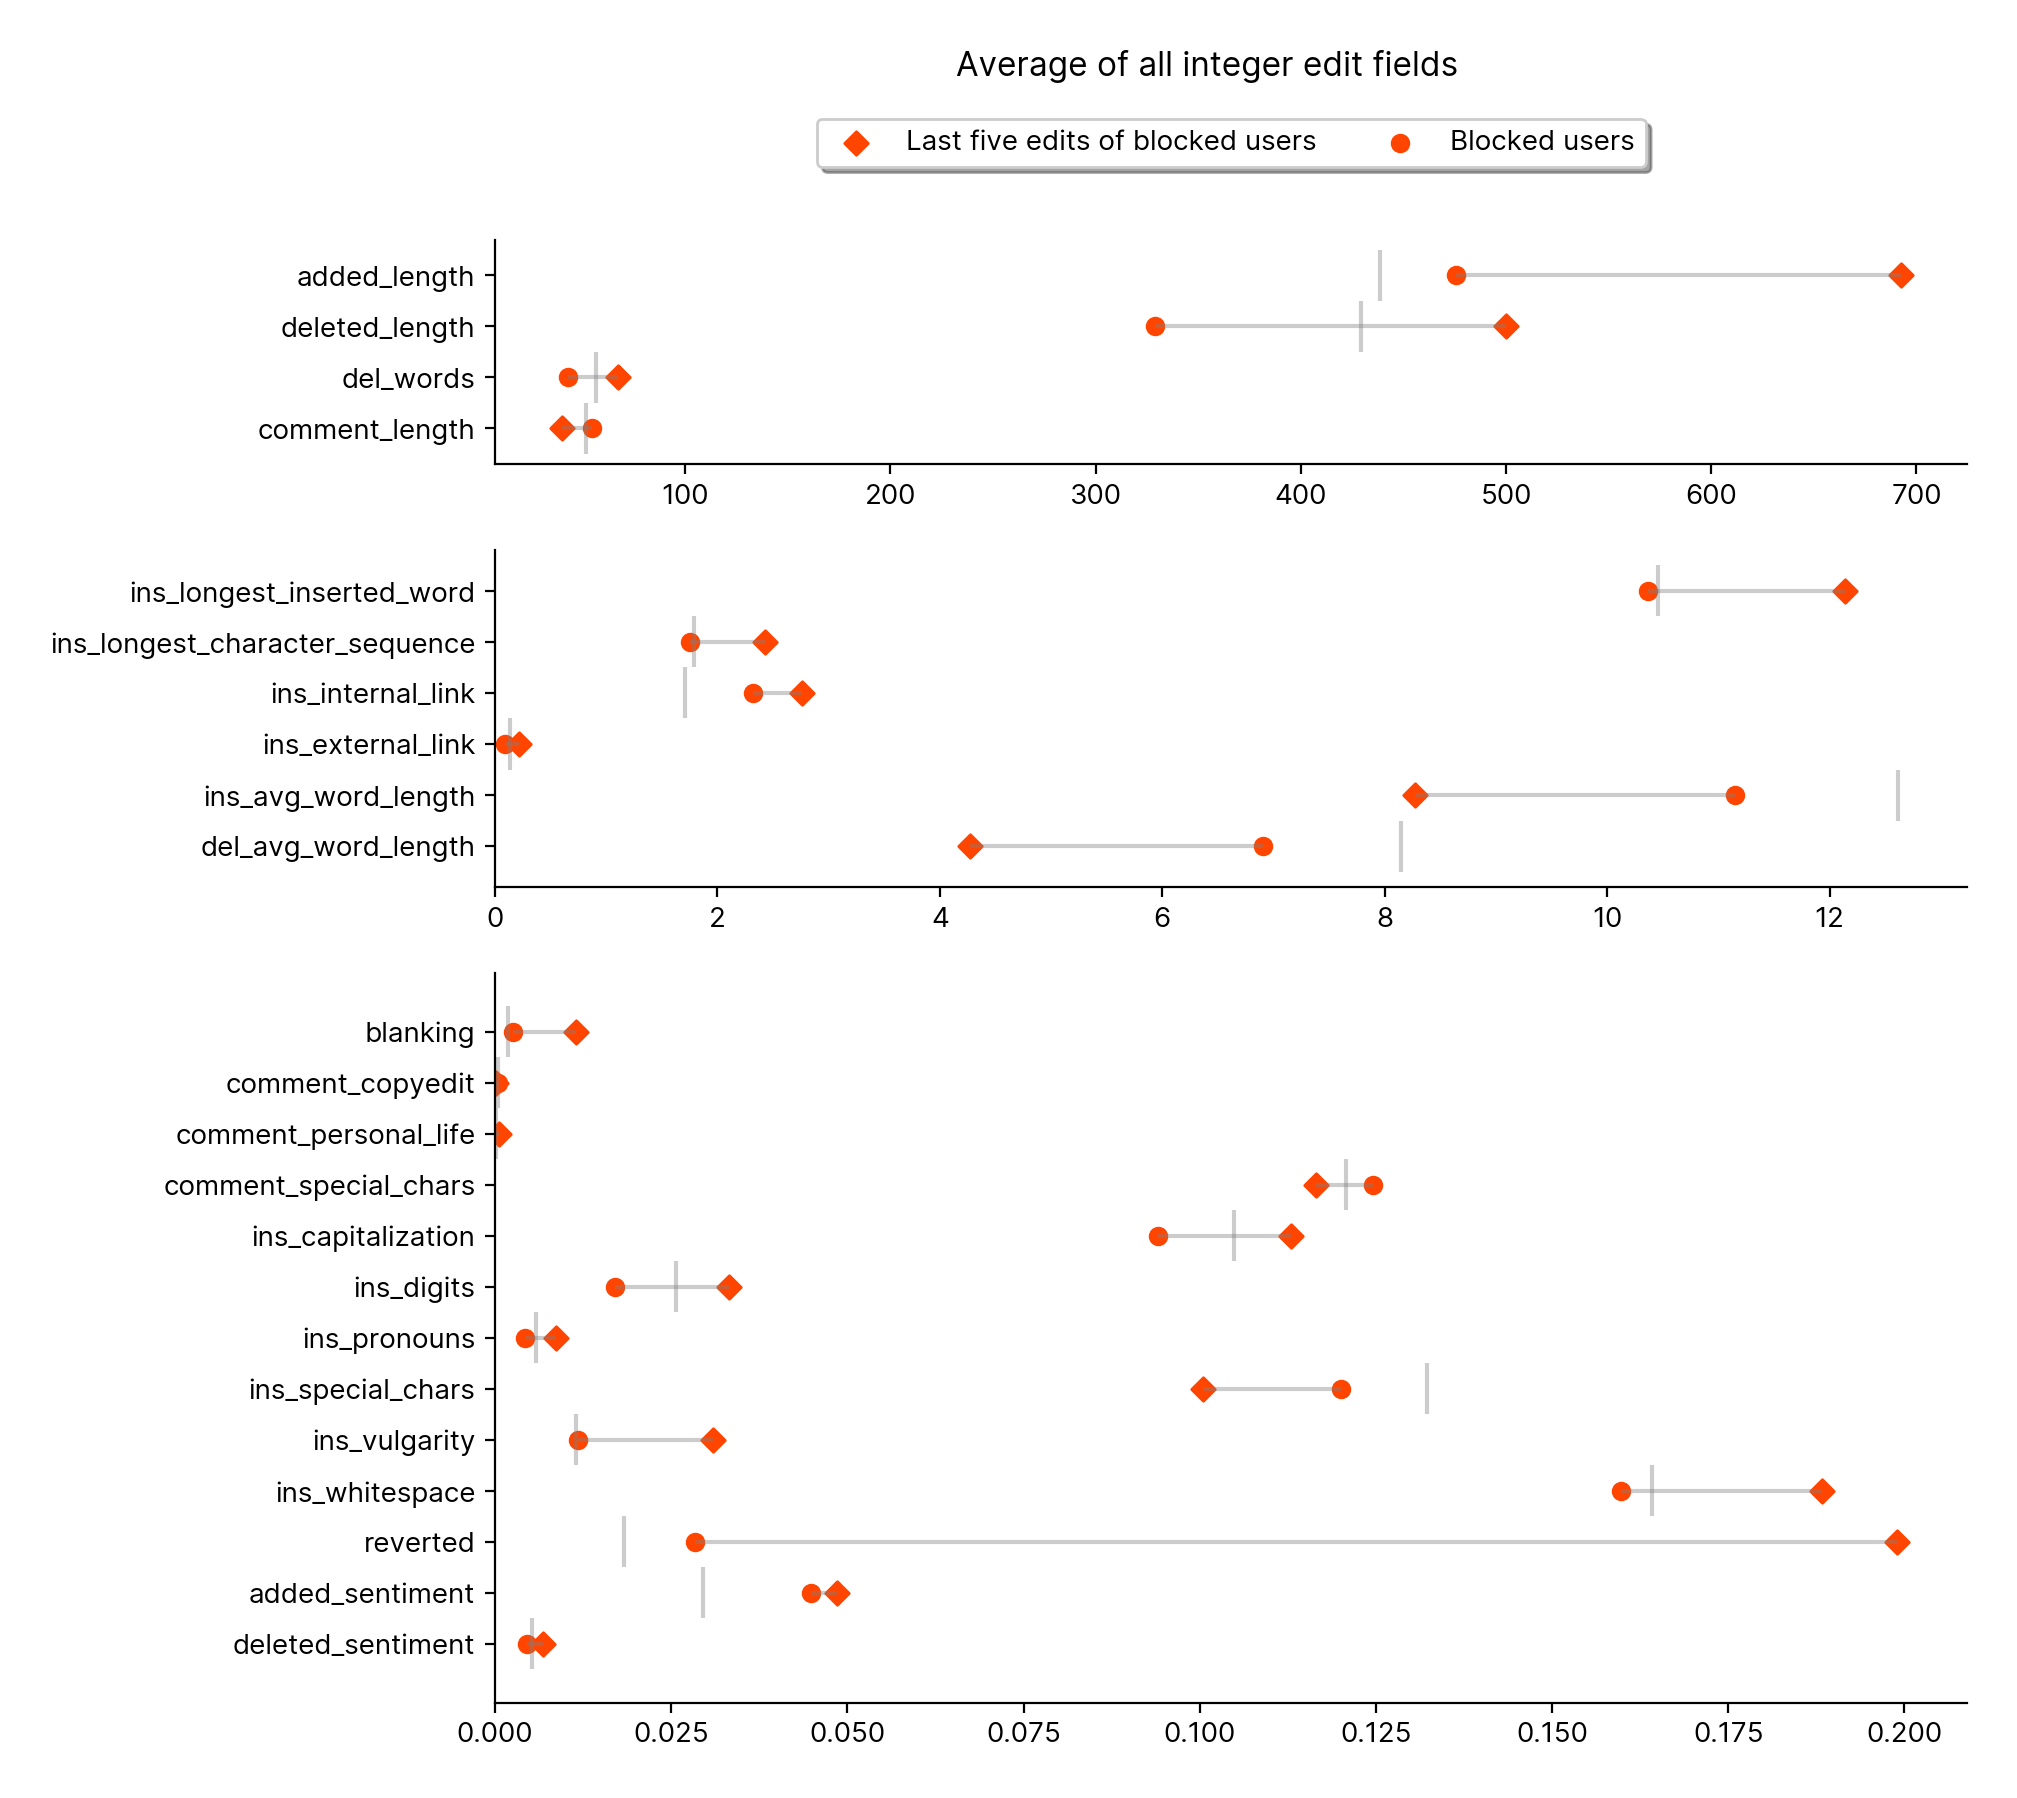 Average of all integer edit fields
Last five edits of blocked users Blocked users
added_length
deleted_length
del_words
comment_length
100 200 300 400 500 600 700
ins_longest_inserted_word
ins_longest_character_sequence
ins_internal_link
ins_external_link
ins_avg_word_length
del_avg_word_length
0 2 4 6 8 10 12
blanking
comment_copyedit
comment_personal_life
comment_special_chars
ins_capitalization
ins_digits
ins_pronouns
ins_special_chars
ins_vulgarity
ins_whitespace
reverted
added_sentiment
deleted_sentiment
0.000 0.025 0.050 0.075 0.100 0.125 0.150 0.175 0.200